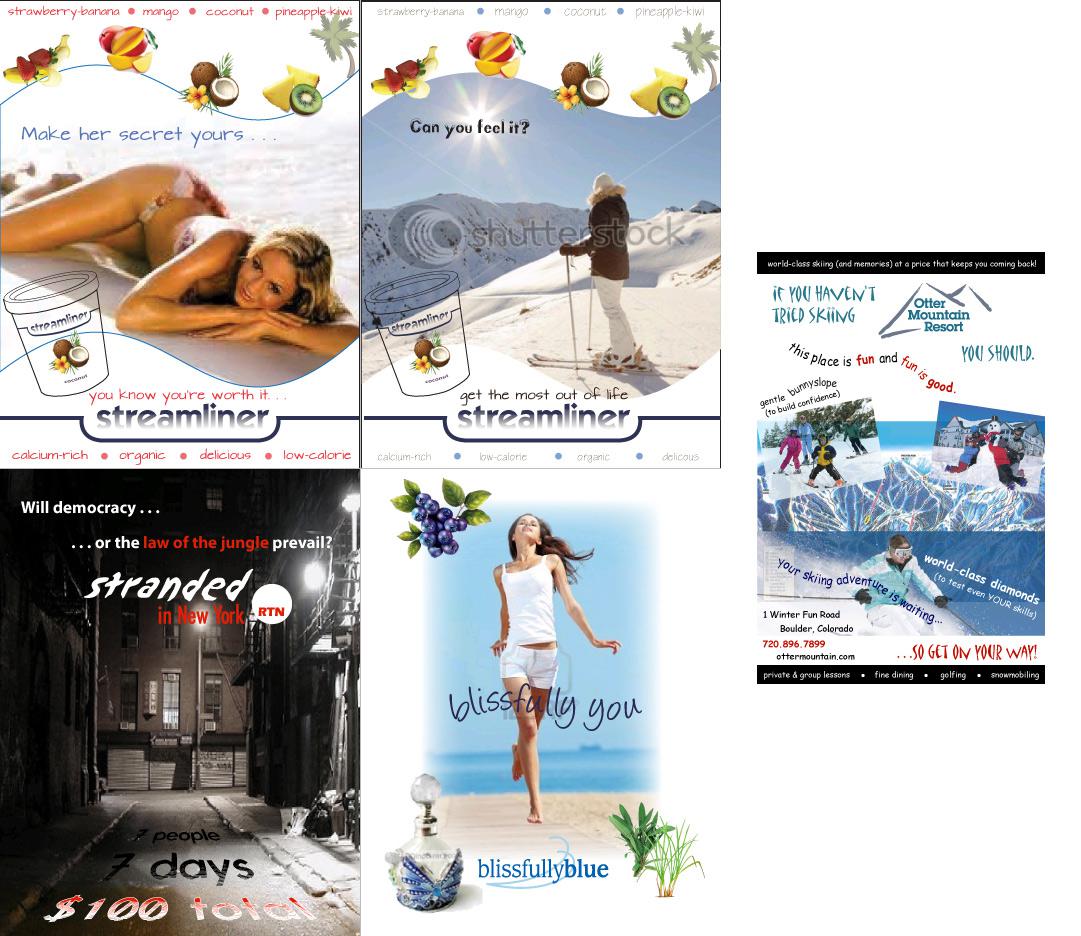 strawberry-banana • mango • coconut • pineapple-kiwi
Make her secret yours . . .
streamliner
coconut
you know you're worth it. . .
streamliner
calcium-rich • organic • delicious • low-calorie
strawberry-banana • mango • coconut • pineapple-kiwi
Can you feel it?
shutterstock
streamliner
coconut
get the most out of life
streamliner
calcium-rich • low-calorie • organic • delicous
world-class skiing (and memories) at a price that keeps you coming back!
IF YOU HAVEN'T
TRIED SKIING
Otter
Mountain
Resort
YOU SHOULD.
this place is fun and fun is good.
gentle bunnyslope
(to build confidence)
your skiing adventure is waiting...
world-class diamonds
(to test even YOUR skills)
1 Winter Fun Road
Boulder, Colorado
720.896.7899
ottermountain.com
...SO GET ON YOUR WAY!
private & group lessons • fine dining • golfing • snowmobiling
Will democracy . . .
. . . or the law of the jungle prevail?
stranded
in New York
RTN
7 people
7 days
$100 total
blissfully you
blissfullyblue